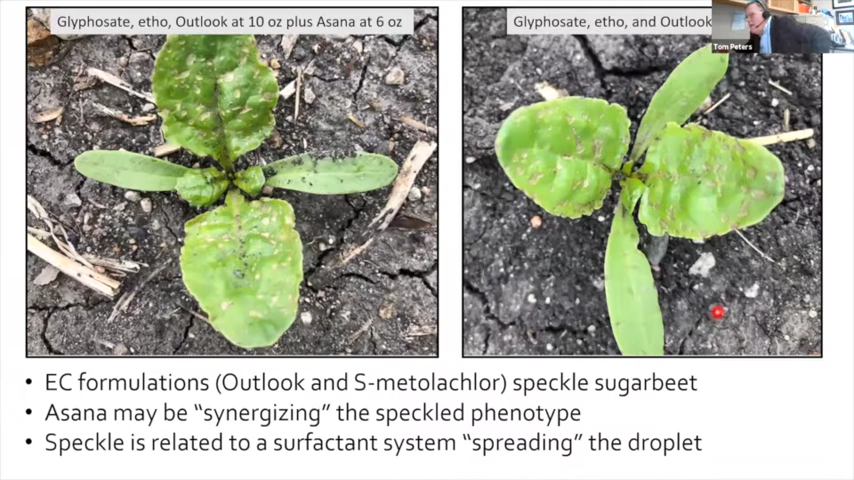 Glyphosate, etho, Outlook at 10 oz plus Asana at 6 oz
Glyphosate, etho, and Outlook
Tom Peters
• EC formulations (Outlook and S-metolachlor) speckle sugarbeet
• Asana may be “synergizing” the speckled phenotype
• Speckle is related to a surfactant system “spreading” the droplet